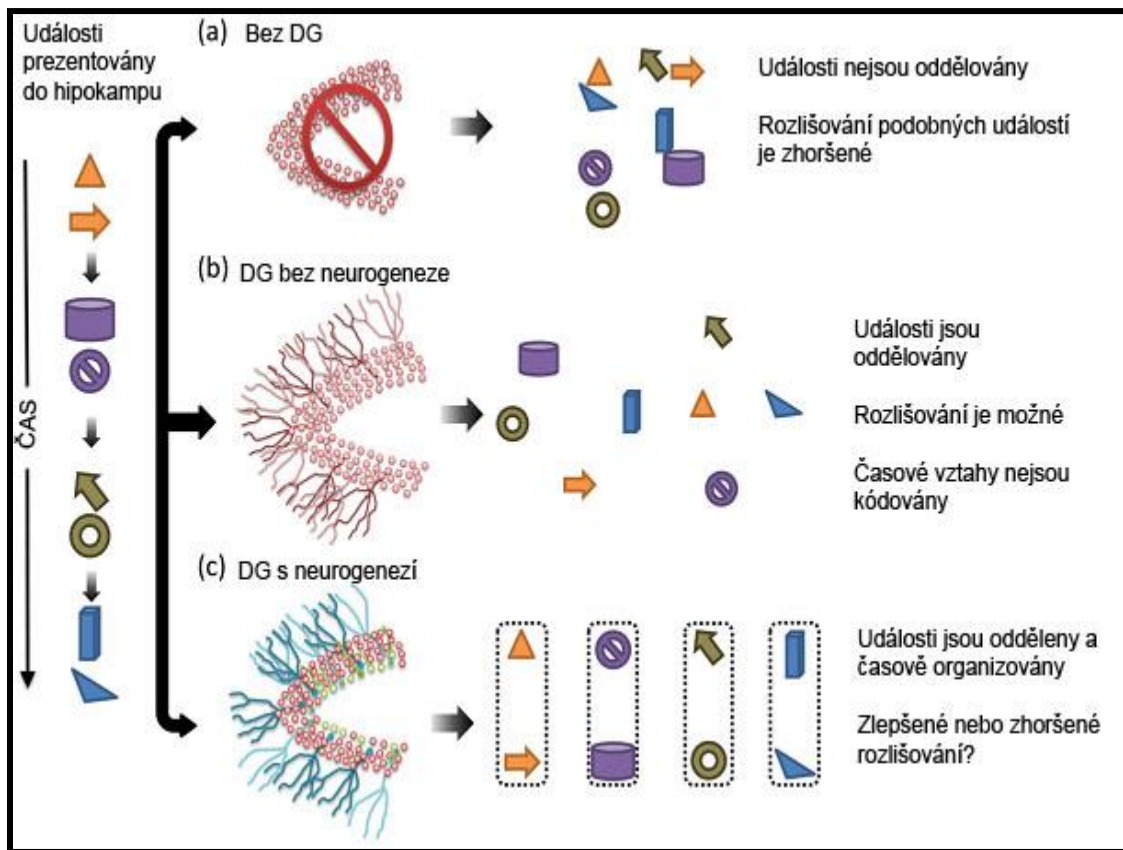 Události
prezentovány
do hipokampu
ČAS
(a) Bez DG
Události nejsou oddělovány
Rozlišování podobných událostí
je zhoršené
(b) DG bez neurogeneze
Události jsou
oddělovány
Rozlišování je možné
Časové vztahy nejsou
kódovány
(c) DG s neurogenezí
Události jsou odděleny a
časově organizovány
Zlepšené nebo zhoršené
rozlišování?